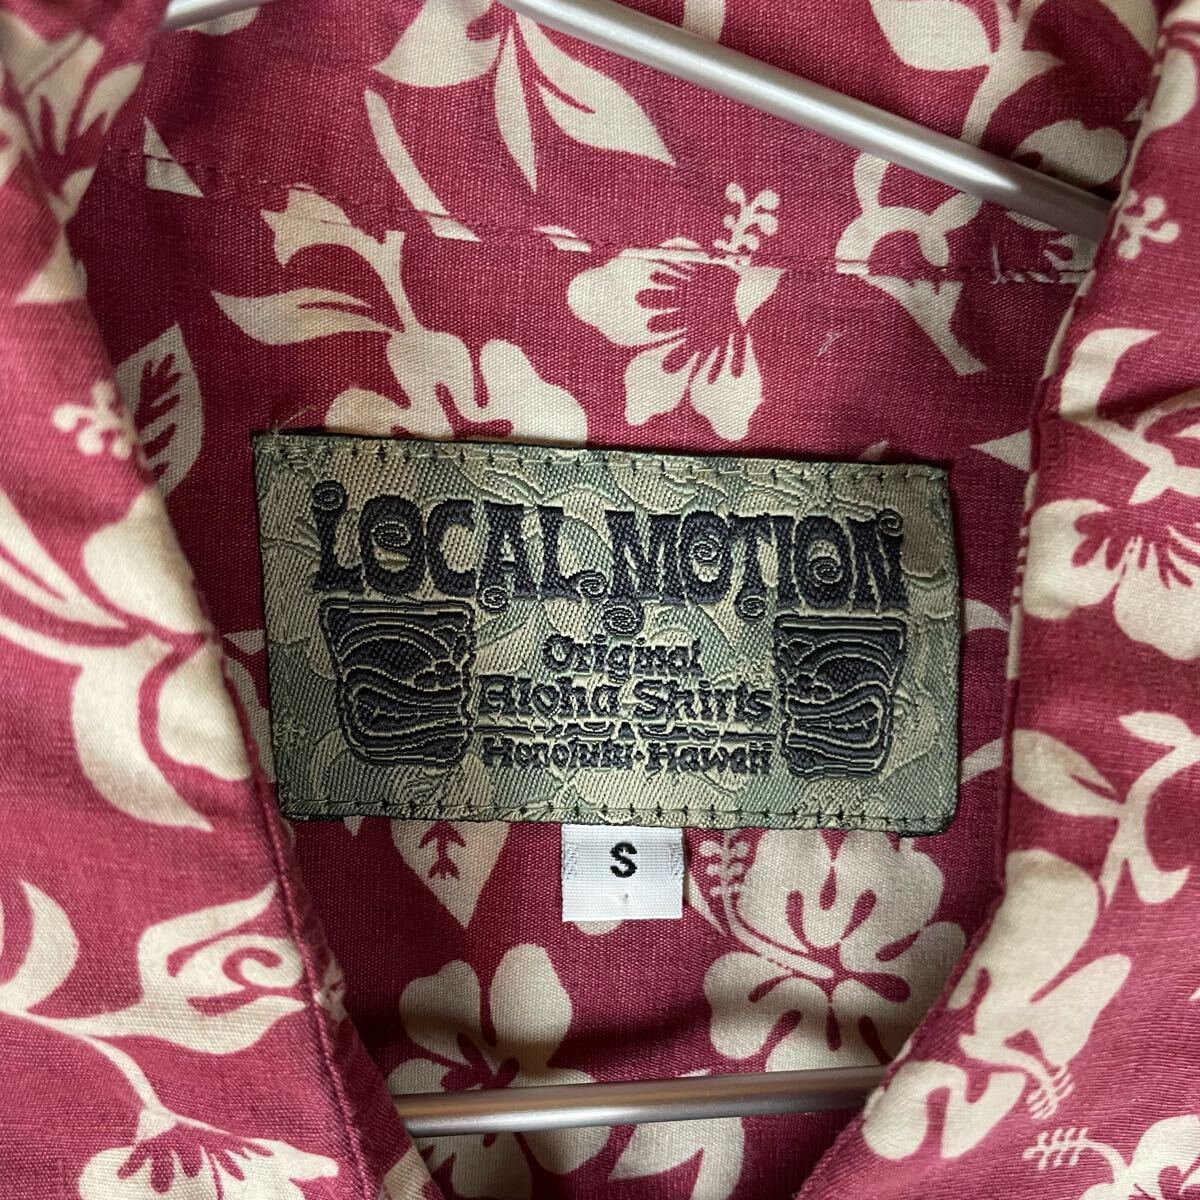 LOCAL MOTION
Original
Aloha Shirts
Honolulu·Hawaii
S